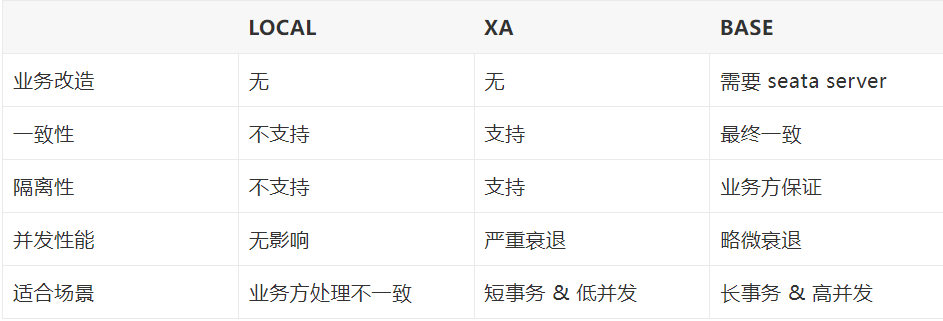 LOCAL XA BASE
业务改造 无 无 需要 seata server
一致性 不支持 支持 最终一致
隔离性 不支持 支持 业务方保证
并发性能 无影响 严重衰退 略微衰退
适合场景 业务方处理不一致 短事务 & 低并发 长事务 & 高并发